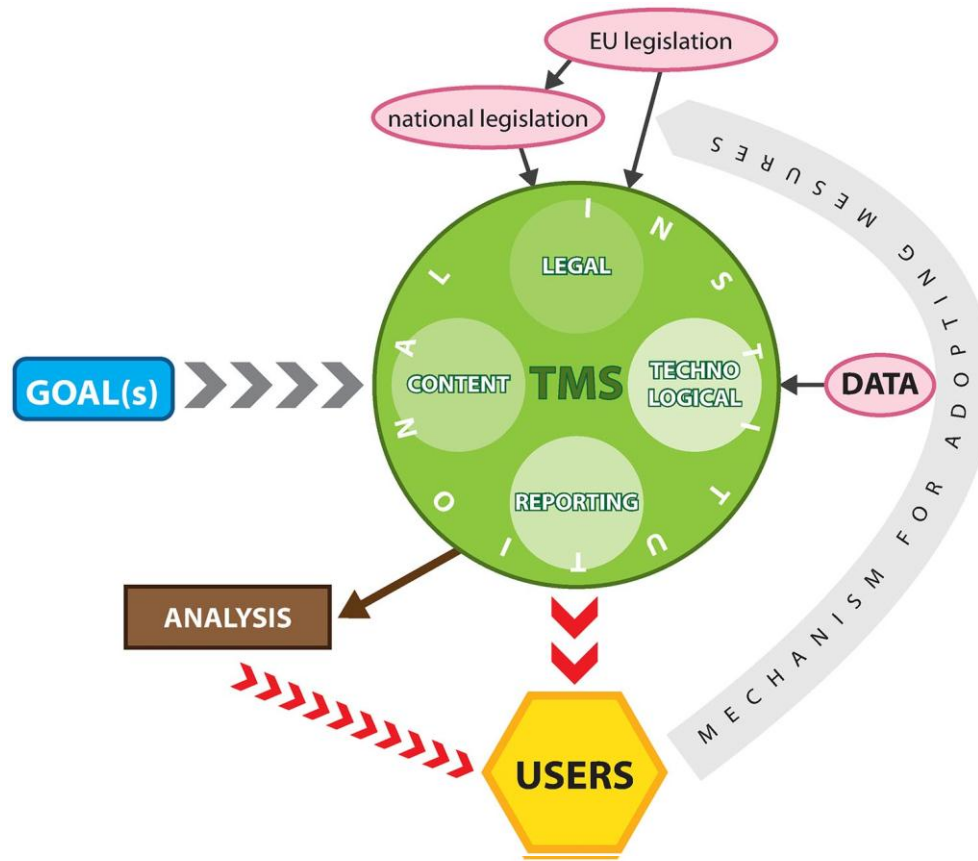 EU legislation
national legislation
INSTITUTIONAL
LEGAL
CONTENT
TMS
TECHNO
LOGICAL
REPORTING
GOAL(s)
DATA
MECHANISM FOR ADOPTING MESURES
ANALYSIS
USERS